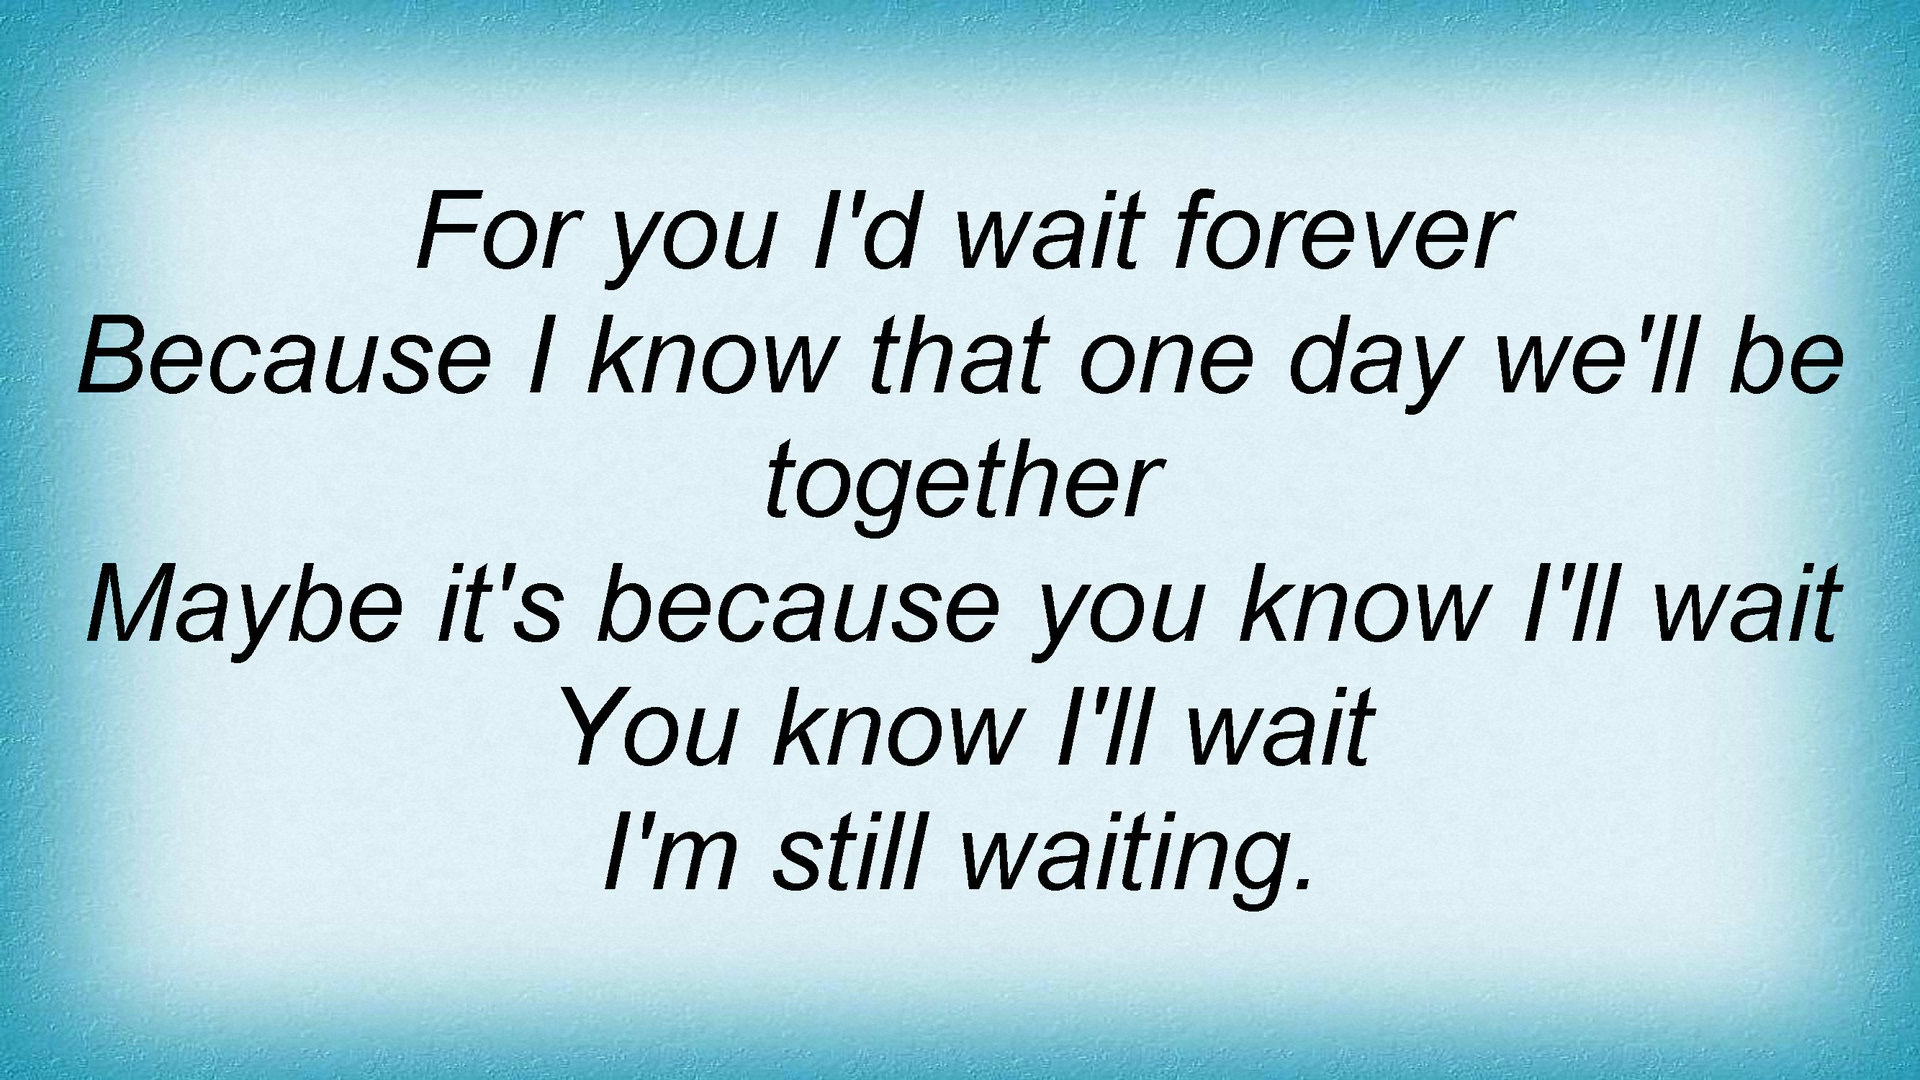 For you I'd wait forever
Because I know that one day we'll be
together
Maybe it's because you know I'll wait
You know I'll wait
I'm still waiting.